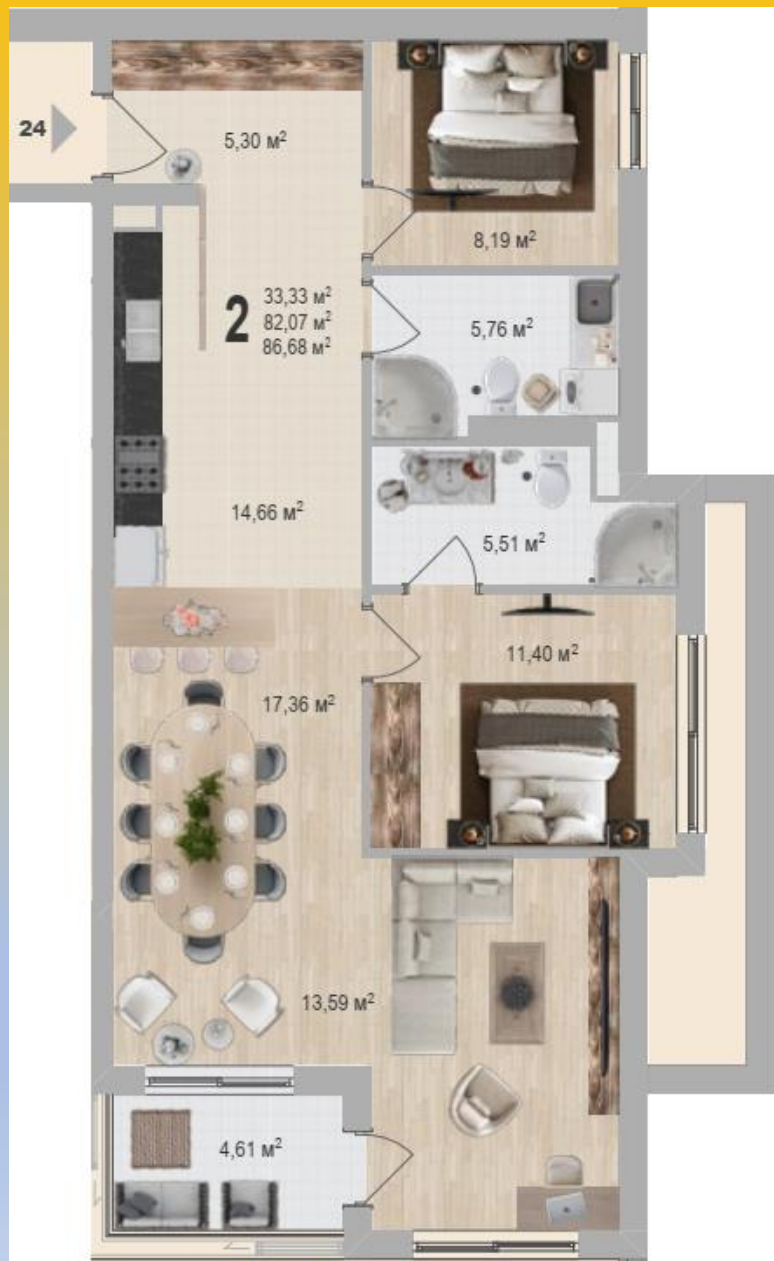 24
5,30 м²
8,19 м²
2
33,33 м²
82,07 м²
86,68 м²
5,76 м²
14,66 м²
5,51 м²
11,40 м²
17,36 м²
13,59 м²
4,61 м²